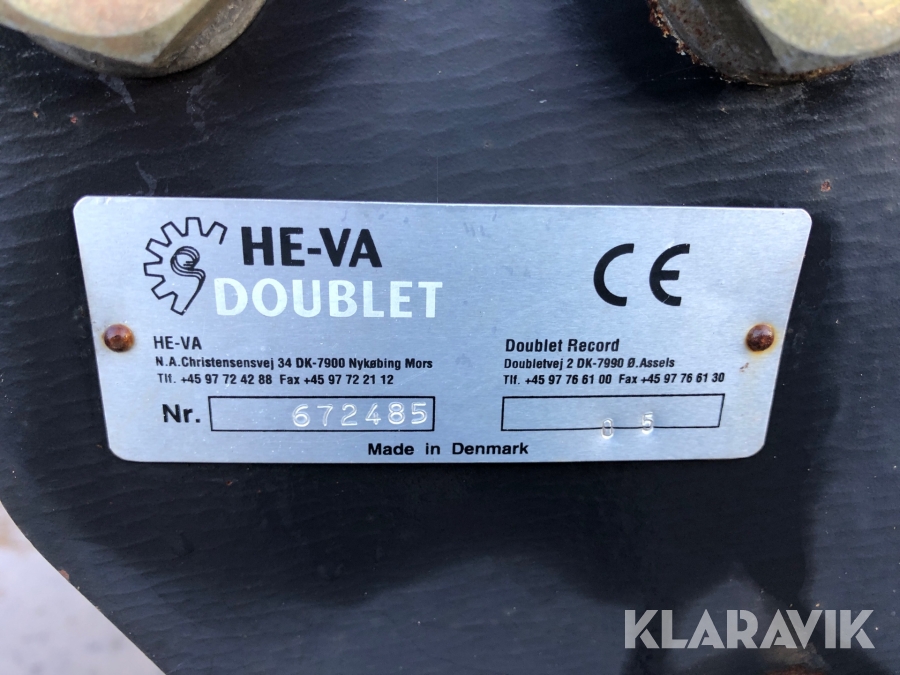 HE-VA
DOUBLET
CE
HE-VA
N.A.Christensensvej 34 DK-7900 Nykøbing Mors
Tlf. +45 97 72 42 88 Fax +45 97 72 21 12
Doublet Record
Doubletvej 2 DK-7990 Ø.Assels
Tlf. +45 97 76 61 00 Fax +45 97 76 61 30
Nr. 672485
05
Made in Denmark
KLARAVIK